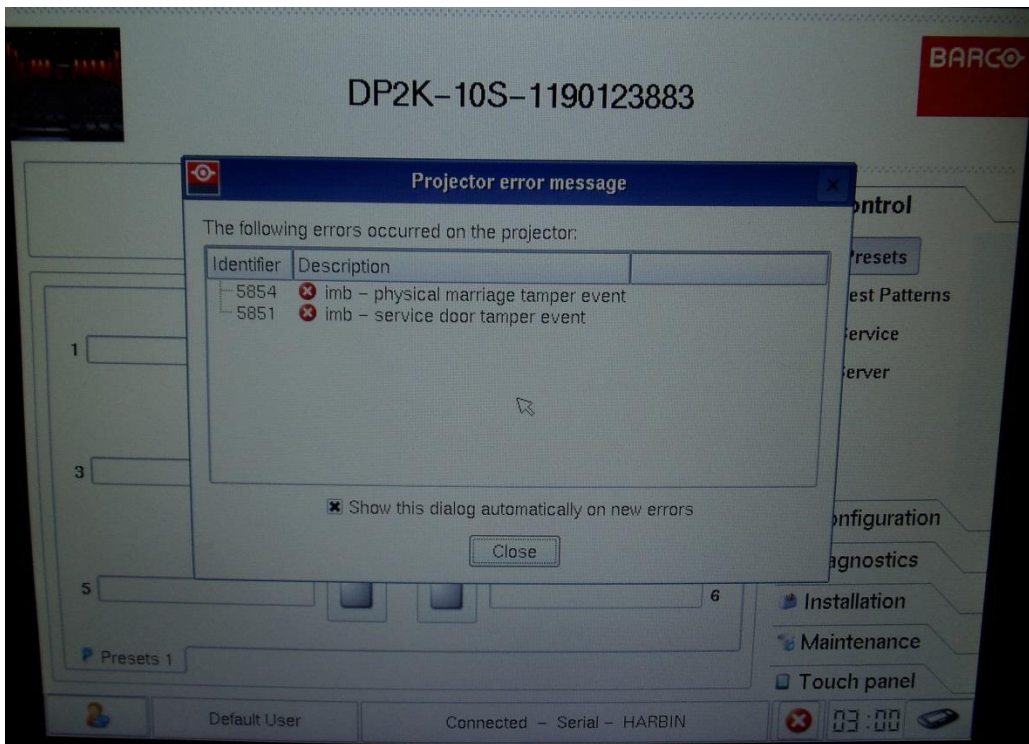 BARCO
DP2K-10S-1190123883
Projector error message
The following errors occurred on the projector:
Identifier Description
5854 imb - physical marriage tamper event
5851 imb - service door tamper event
Show this dialog automatically on new errors
Close
ontrol
resets
est Patterns
ervice
erver
onfiguration
agnostics
Installation
Maintenance
Touch panel
1
3
5
6
Presets 1
Default User
Connected - Serial - HARBIN
03:00